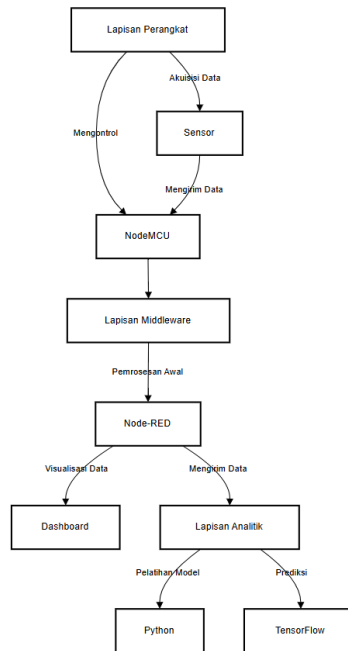 Lapisan Perangkat
Akuisisi Data
Mengontrol
Sensor
Mengirim Data
NodeMCU
Lapisan Middleware
Pemrosesan Awal
Node-RED
Visualisasi Data
Mengirim Data
Dashboard
Lapisan Analitik
Pelatihan Model
Prediksi
Python
TensorFlow